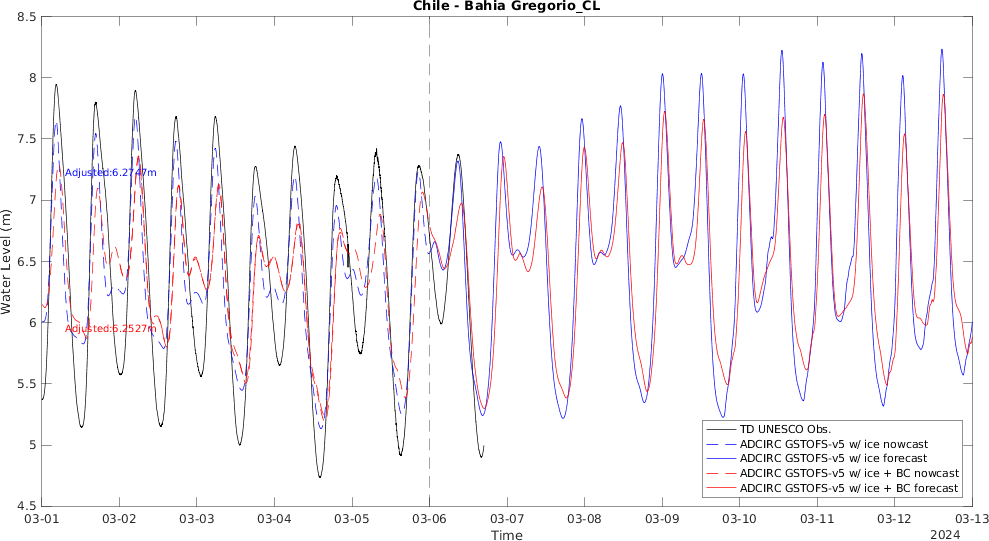 Chile - Bahia Gregorio_CL
Water Level (m)
8.5
8
7.5
7
6.5
6
5.5
5
4.5
Adjusted:6.2747m
Adjusted:6.2527m
TD UNESCO Obs.
ADCIRC GSTOFS-v5 w/ ice nowcast
ADCIRC GSTOFS-v5 w/ ice forecast
ADCIRC GSTOFS-v5 w/ ice + BC nowcast
ADCIRC GSTOFS-v5 w/ ice + BC forecast
03-01 03-02 03-03 03-04 03-05 03-06 03-07 03-08 03-09 03-10 03-11 03-12 03-13
Time
2024